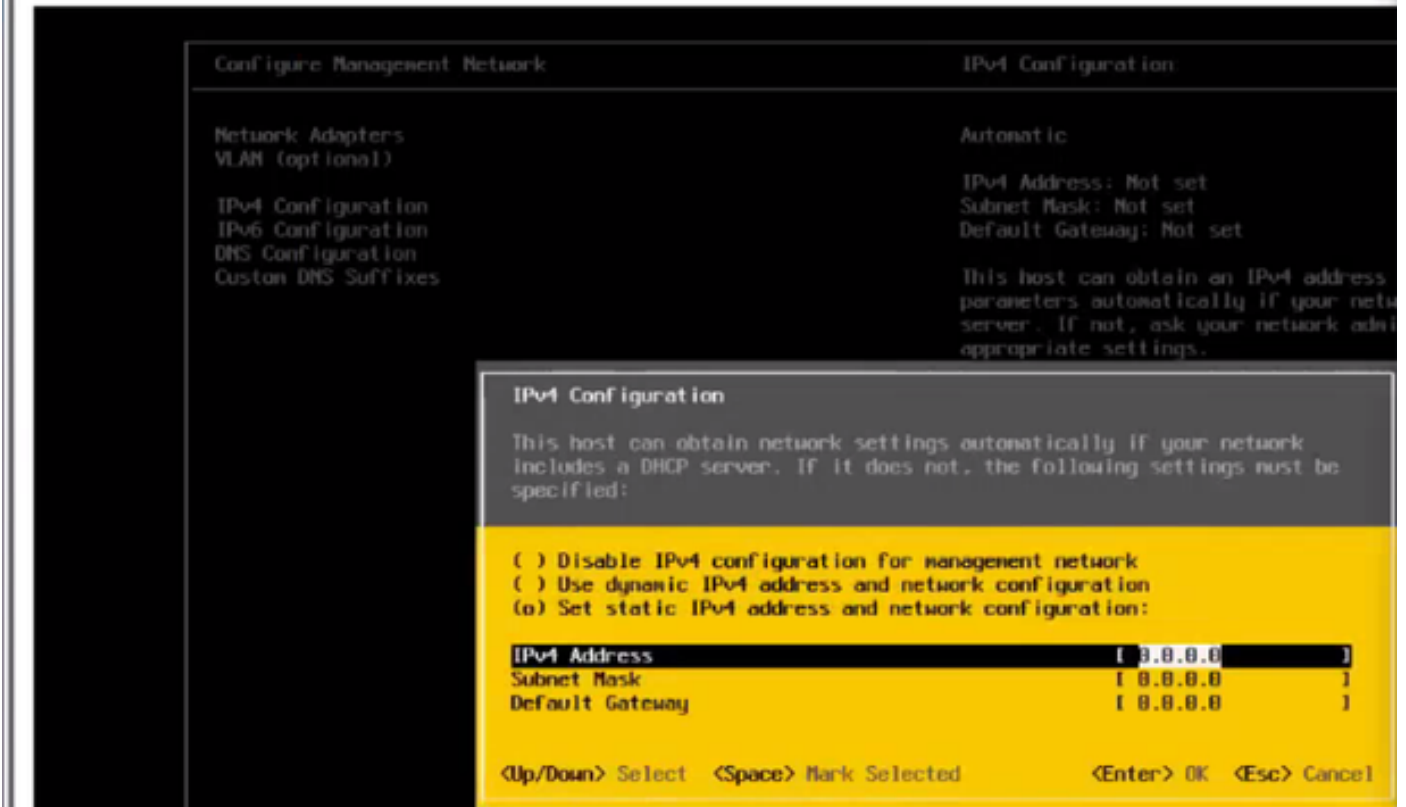 Configure Management Network
IPv4 Configuration
Network Adapters
VLAN (optional)
IPv4 Configuration
IPv6 Configuration
DNS Configuration
Custom DNS Suffixes
Automatic
IPv4 Address: Not set
Subnet Mask: Not set
Default Gateway: Not set
This host can obtain an IPv4 address
parameters automatically if your netw
server. If not, ask your network admi
appropriate settings.
IPv4 Configuration
This host can obtain network settings automatically if your network
includes a DHCP server. If it does not, the following settings must be
specified:
( ) Disable IPv4 configuration for management network
( ) Use dynamic IPv4 address and network configuration
(o) Set static IPv4 address and network configuration:
IPv4 Address [ 0.0.0.0 ]
Subnet Mask [ 0.0.0.0 ]
Default Gateway [ 0.0.0.0 ]
<Up/Down> Select <Space> Mark Selected <Enter> OK <Esc> Cancel